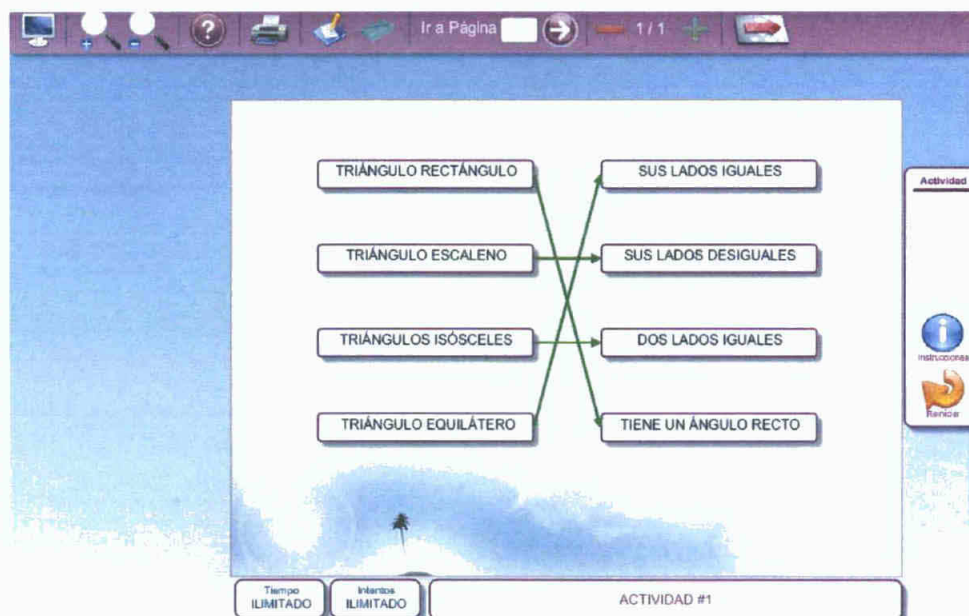 Ir a Página
1 / 1
TRIÁNGULO RECTÁNGULO
SUS LADOS IGUALES
TRIÁNGULO ESCALENO
SUS LADOS DESIGUALES
TRIÁNGULOS ISÓSCELES
DOS LADOS IGUALES
TRIÁNGULO EQUILÁTERO
TIENE UN ÁNGULO RECTO
Actividad
Instrucciones
Reniciar
Tiempo
ILIMITADO
Intentos
ILIMITADO
ACTIVIDAD #1